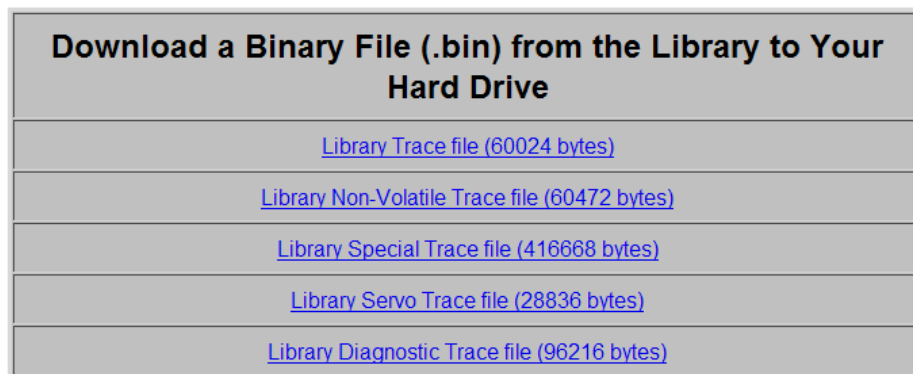 Download a Binary File (.bin) from the Library to Your
Hard Drive
Library Trace file (60024 bytes)
Library Non-Volatile Trace file (60472 bytes)
Library Special Trace file (416668 bytes)
Library Servo Trace file (28836 bytes)
Library Diagnostic Trace file (96216 bytes)